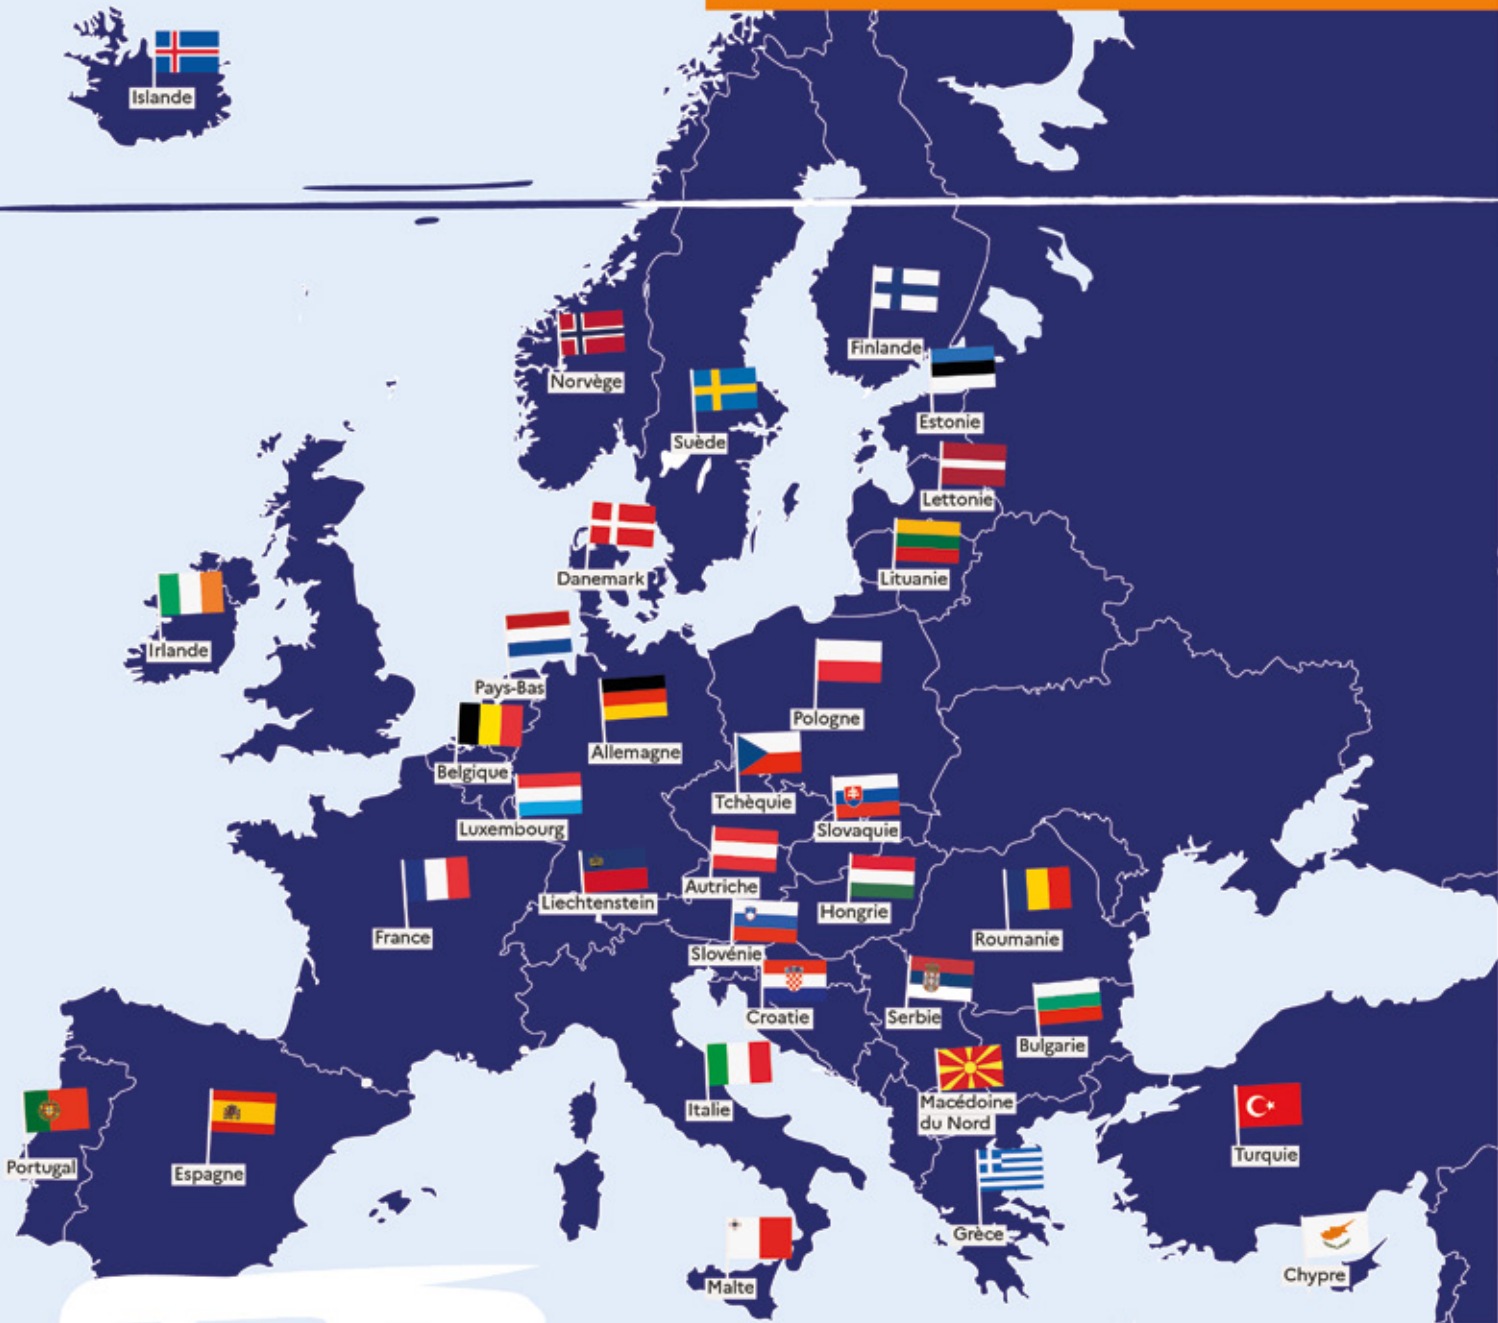 Islande
Norvège
Finlande
Estonie
Suède
Lettonie
Danemark
Lituanie
Irlande
Pays-Bas
Pologne
Allemagne
Belgique
Tchèquie
Luxembourg
Slovaquie
Autriche
Liechtenstein
Hongrie
France
Roumanie
Slovénie
Croatie
Serbie
Bulgarie
Italie
Macédoine
du Nord
Turquie
Portugal
Espagne
Grèce
Chypre
Malte